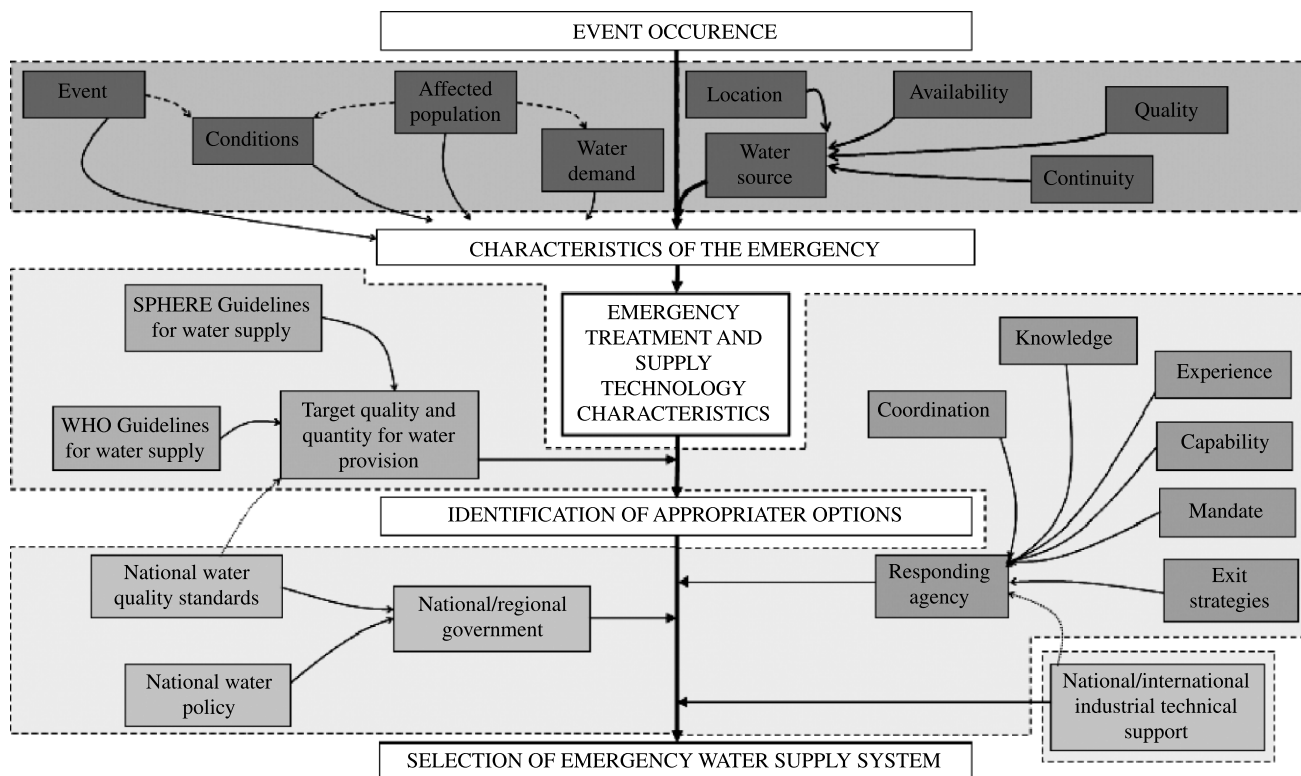 EVENT OCCURENCE
Event
Affected
population
Conditions
Water
demand
Location
Availability
Quality
Water
source
Continuity
CHARACTERISTICS OF THE EMERGENCY
SPHERE Guidelines
for water supply
EMERGENCY
TREATMENT AND
SUPPLY
TECHNOLOGY
CHARACTERISTICS
WHO Guidelines
for water supply
Target quality and
quantity for water
provision
Knowledge
Experience
Coordination
Capability
Mandate
IDENTIFICATION OF APPROPRIATER OPTIONS
National water
quality standards
National/regional
government
Responding
agency
Exit
strategies
National water
policy
National/international
industrial technical
support
SELECTION OF EMERGENCY WATER SUPPLY SYSTEM